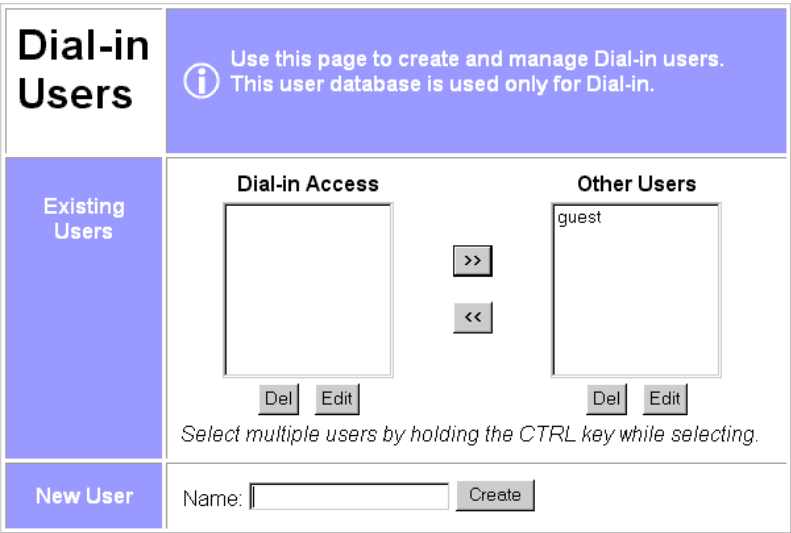 Dial-in
Users
Use this page to create and manage Dial-in users.
This user database is used only for Dial-in.
Existing
Users
Dial-in Access
Other Users
guest
>>
<<
Del Edit
Del Edit
Select multiple users by holding the CTRL key while selecting.
New User
Name:
Create